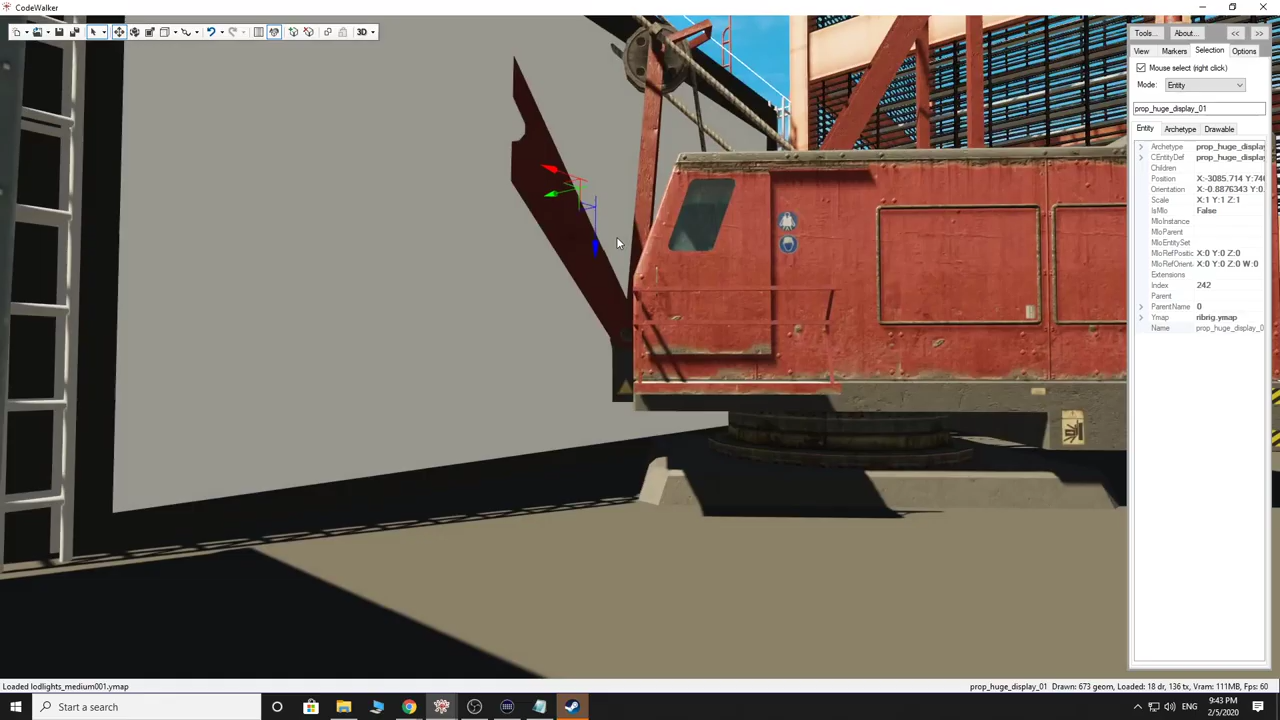 CodeWalker
3D
Tools...
About...
<<
>>
View
Markers
Selection
Options
Mouse select (right click)
Mode:
Entity
prop_huge_display_01
Entity
Archetype
Drawable
Archetype prop_huge_displa
CEntityDef prop_huge_displa
Children
Position X:-3085.714 Y:74
Orientation X:-0.8876343 Y:
Scale X:1 Y:1 Z:1
IsMlo False
MloInstance
MloParent
MloEntitySet
MloRefPositic X:0 Y:0 Z:0
MloRefOrient X:0 Y:0 Z:0 W:0
Extensions
Index 242
Parent
ParentName 0
Ymap ribrig.ymap
Name prop_huge_display_0
Loaded lodlights_medium001.ymap
prop_huge_display_01 Drawn: 673 geom, Loaded: 18 dr, 136 tx, Vram: 111MB, Fps: 60
Start a search
ENG
9:43 PM
2/5/2020